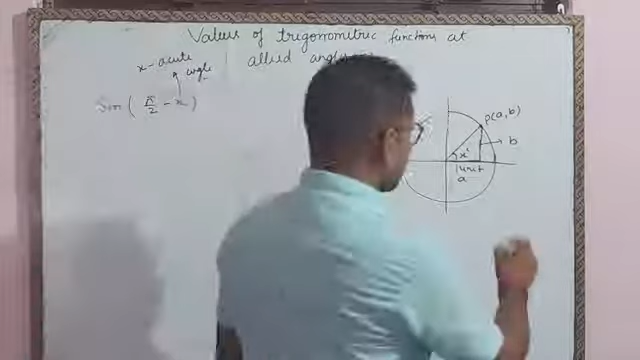 Values of trigonometric functions at
allied angles
x - acute
angle
Sin ( π/2 - x )
P(a, b)
b
x
1 unit
a